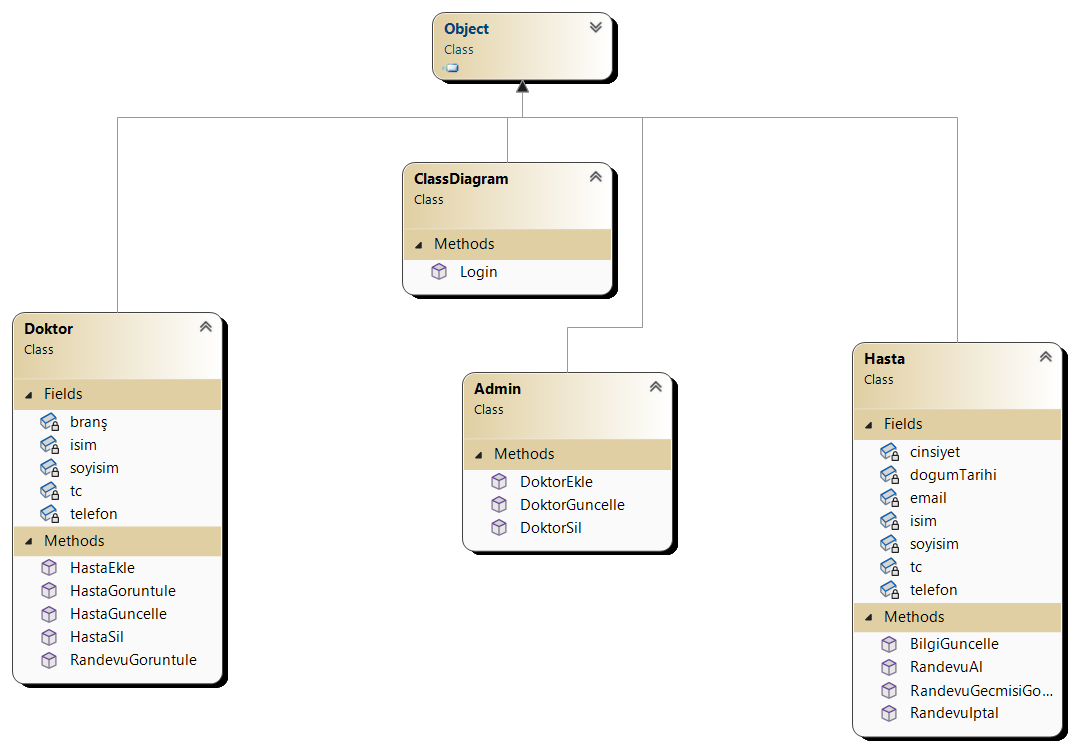 Object
Class
ClassDiagram
Class
Methods
Login
Doktor
Class
Fields
branş
isim
soyisim
tc
telefon
Methods
HastaEkle
HastaGoruntule
HastaGuncelle
HastaSil
RandevuGoruntule
Admin
Class
Methods
DoktorEkle
DoktorGuncelle
DoktorSil
Hasta
Class
Fields
cinsiyet
dogumTarihi
email
isim
soyisim
tc
telefon
Methods
BilgiGuncelle
RandevuAl
RandevuGecmisiGo...
RandevuIptal